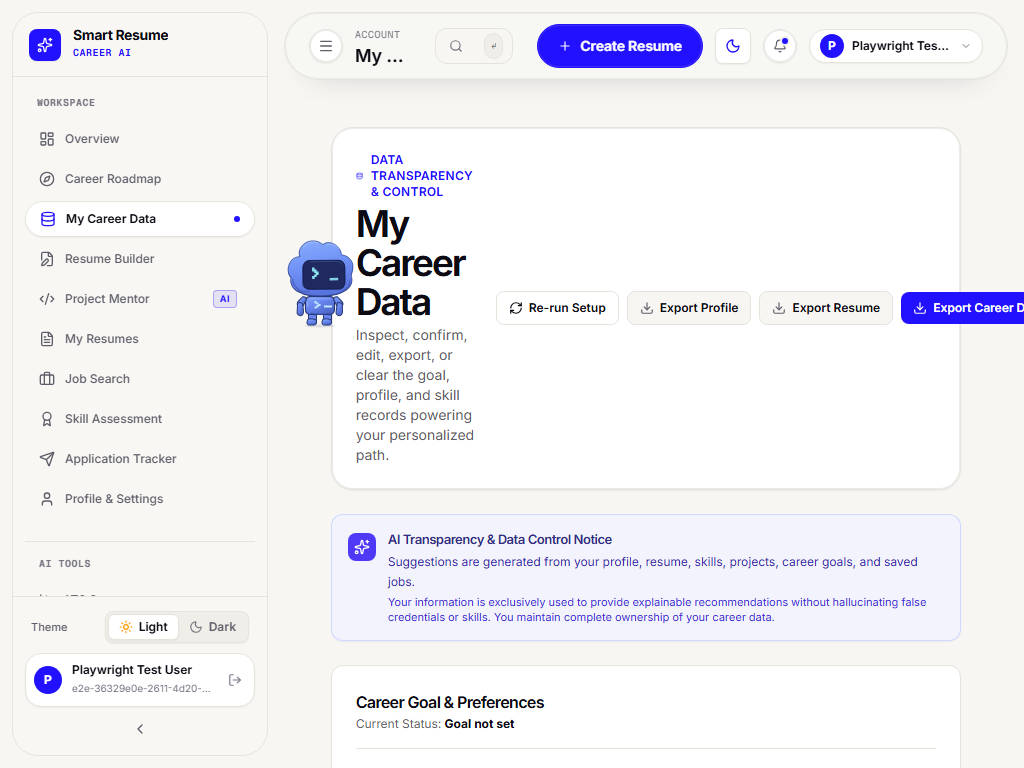 Smart Resume
CAREER AI
WORKSPACE
Overview
Career Roadmap
My Career Data
Resume Builder
Project Mentor AI
My Resumes
Job Search
Skill Assessment
Application Tracker
Profile & Settings
AI TOOLS
Theme Light Dark
P Playwright Test User
e2e-36329e0e-2611-4d20-...
ACCOUNT
My ...
Create Resume
P Playwright Tes...
DATA
TRANSPARENCY
& CONTROL
My
Career
Data
Inspect, confirm,
edit, export, or
clear the goal,
profile, and skill
records powering
your personalized
path.
Re-run Setup Export Profile Export Resume Export Career D
AI Transparency & Data Control Notice
Suggestions are generated from your profile, resume, skills, projects, career goals, and saved
jobs.
Your information is exclusively used to provide explainable recommendations without hallucinating false
credentials or skills. You maintain complete ownership of your career data.
Career Goal & Preferences
Current Status: Goal not set